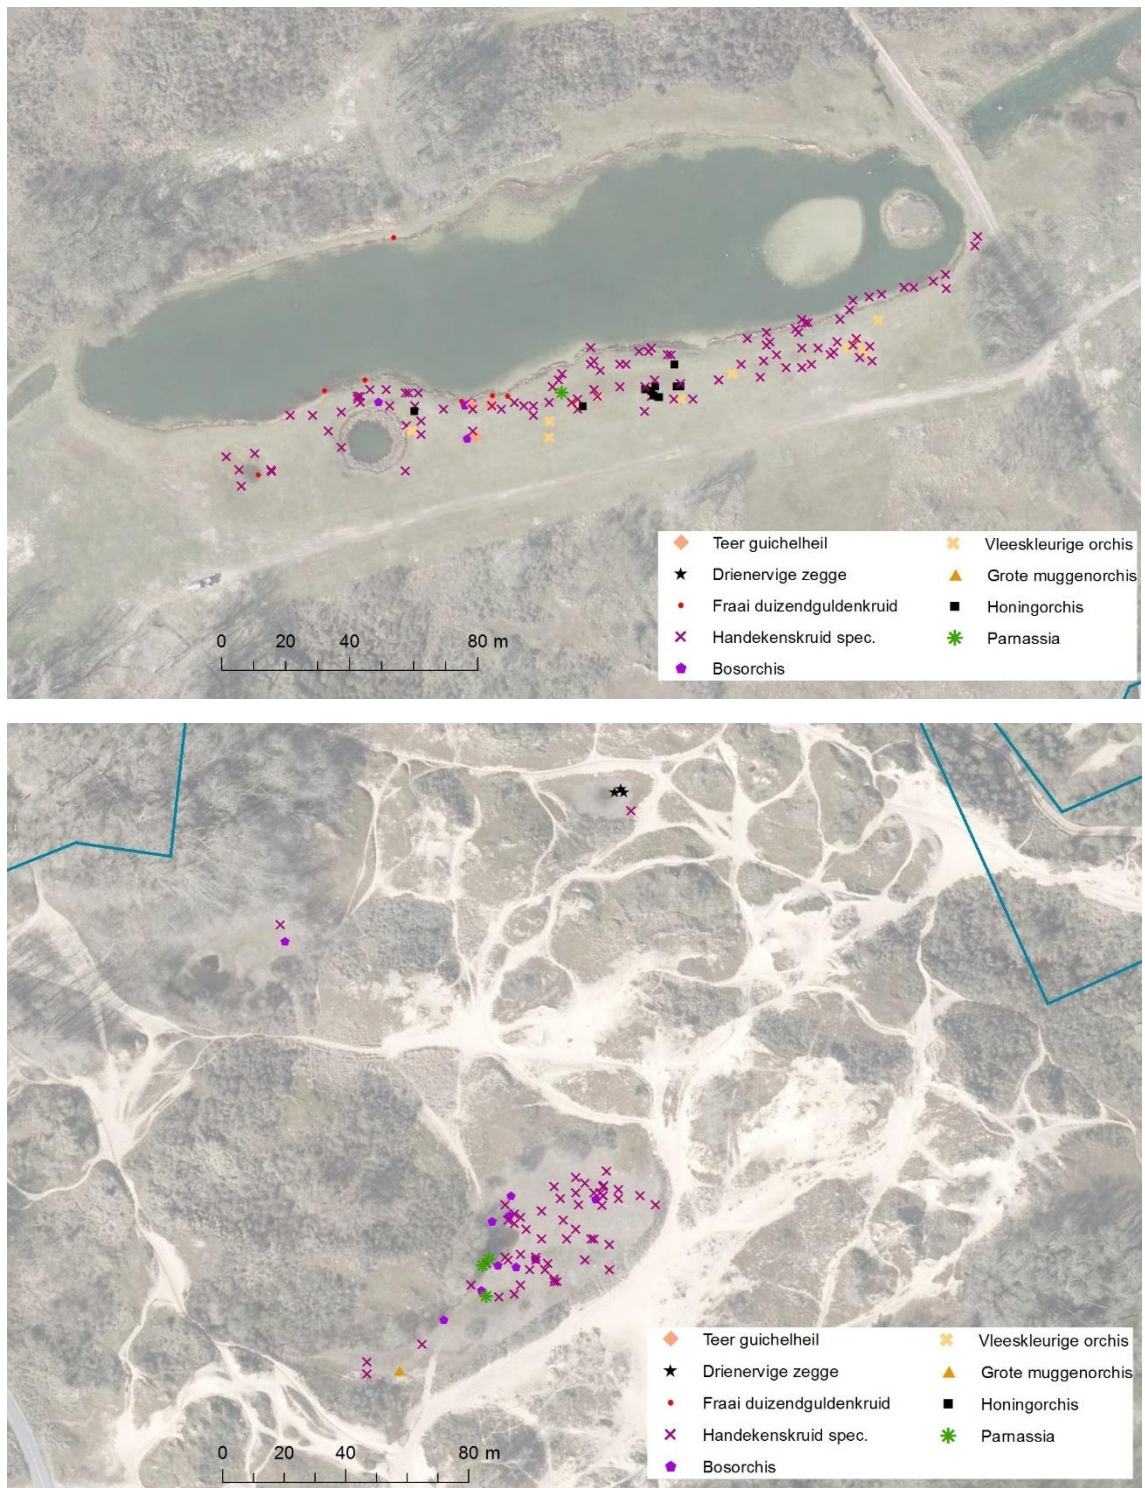 Teer guichelheil
Vleeskleurige orchis
Drienervige zegge
Grote muggenorchis
Fraai duizendguldenkruid
Honingorchis
Handekenskruid spec.
Parnassia
Bosorchis
0 20 40 80 m
Teer guichelheil
Vleeskleurige orchis
Drienervige zegge
Grote muggenorchis
Fraai duizendguldenkruid
Honingorchis
Handekenskruid spec.
Parnassia
Bosorchis
0 20 40 80 m